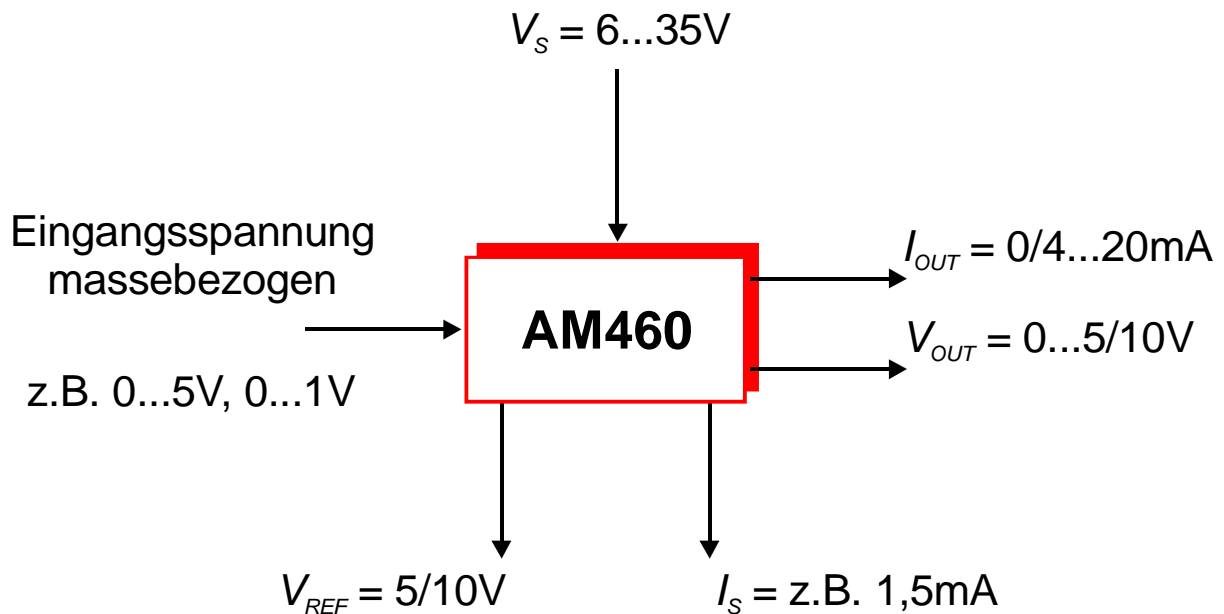 V_S = 6...35V
Eingangsspannung
massebezogen
z.B. 0...5V, 0...1V
AM460
I_OUT = 0/4...20mA
V_OUT = 0...5/10V
V_REF = 5/10V
I_S = z.B. 1,5mA